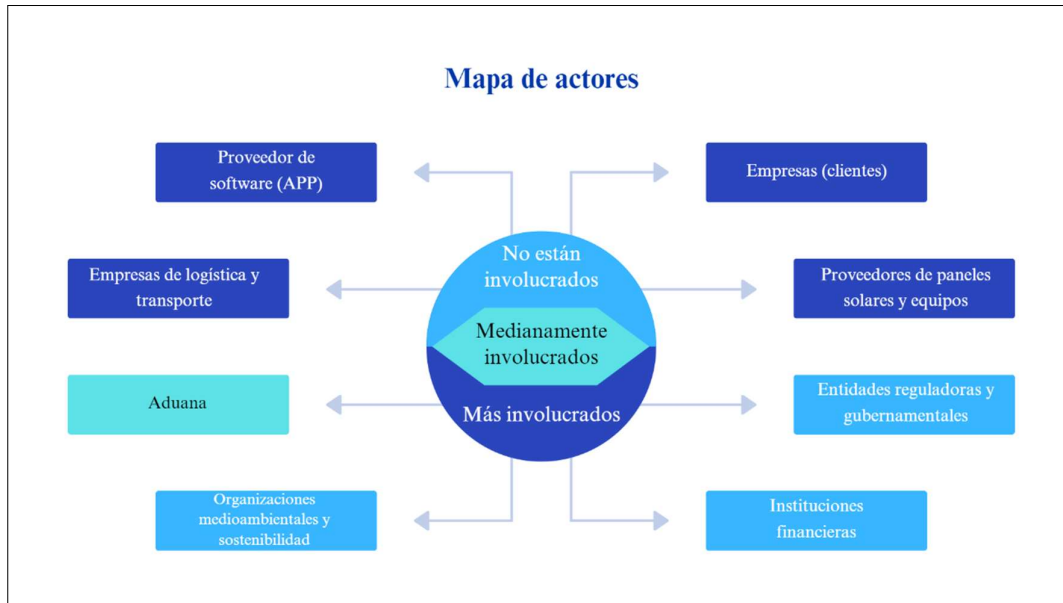 Mapa de actores
Proveedor de
software (APP)
Empresas (clientes)
No están
involucrados
Empresas de logística y
transporte
Proveedores de paneles
solares y equipos
Medianamente
involucrados
Aduana
Más involucrados
Entidades reguladoras y
gubernamentales
Organizaciones
medioambientales y
sostenibilidad
Instituciones
financieras